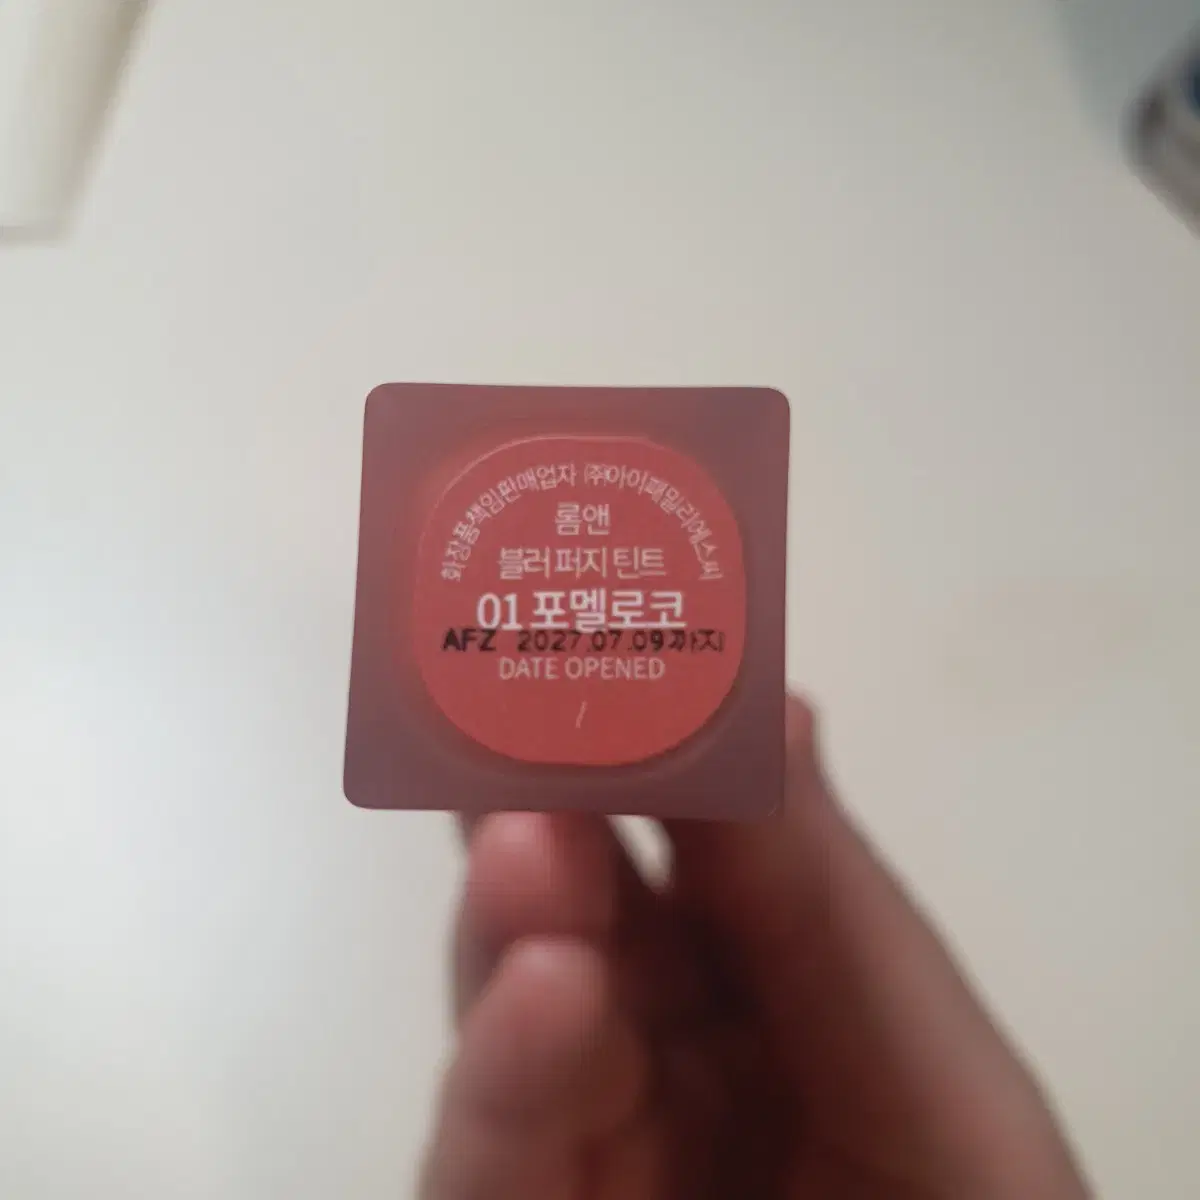 화장품책임판매업자 ㈜아이패밀리에스씨
롬앤
블러 퍼지 틴트
01 포멜로코
AFZ 2027.07.09까지
DATE OPENED
/